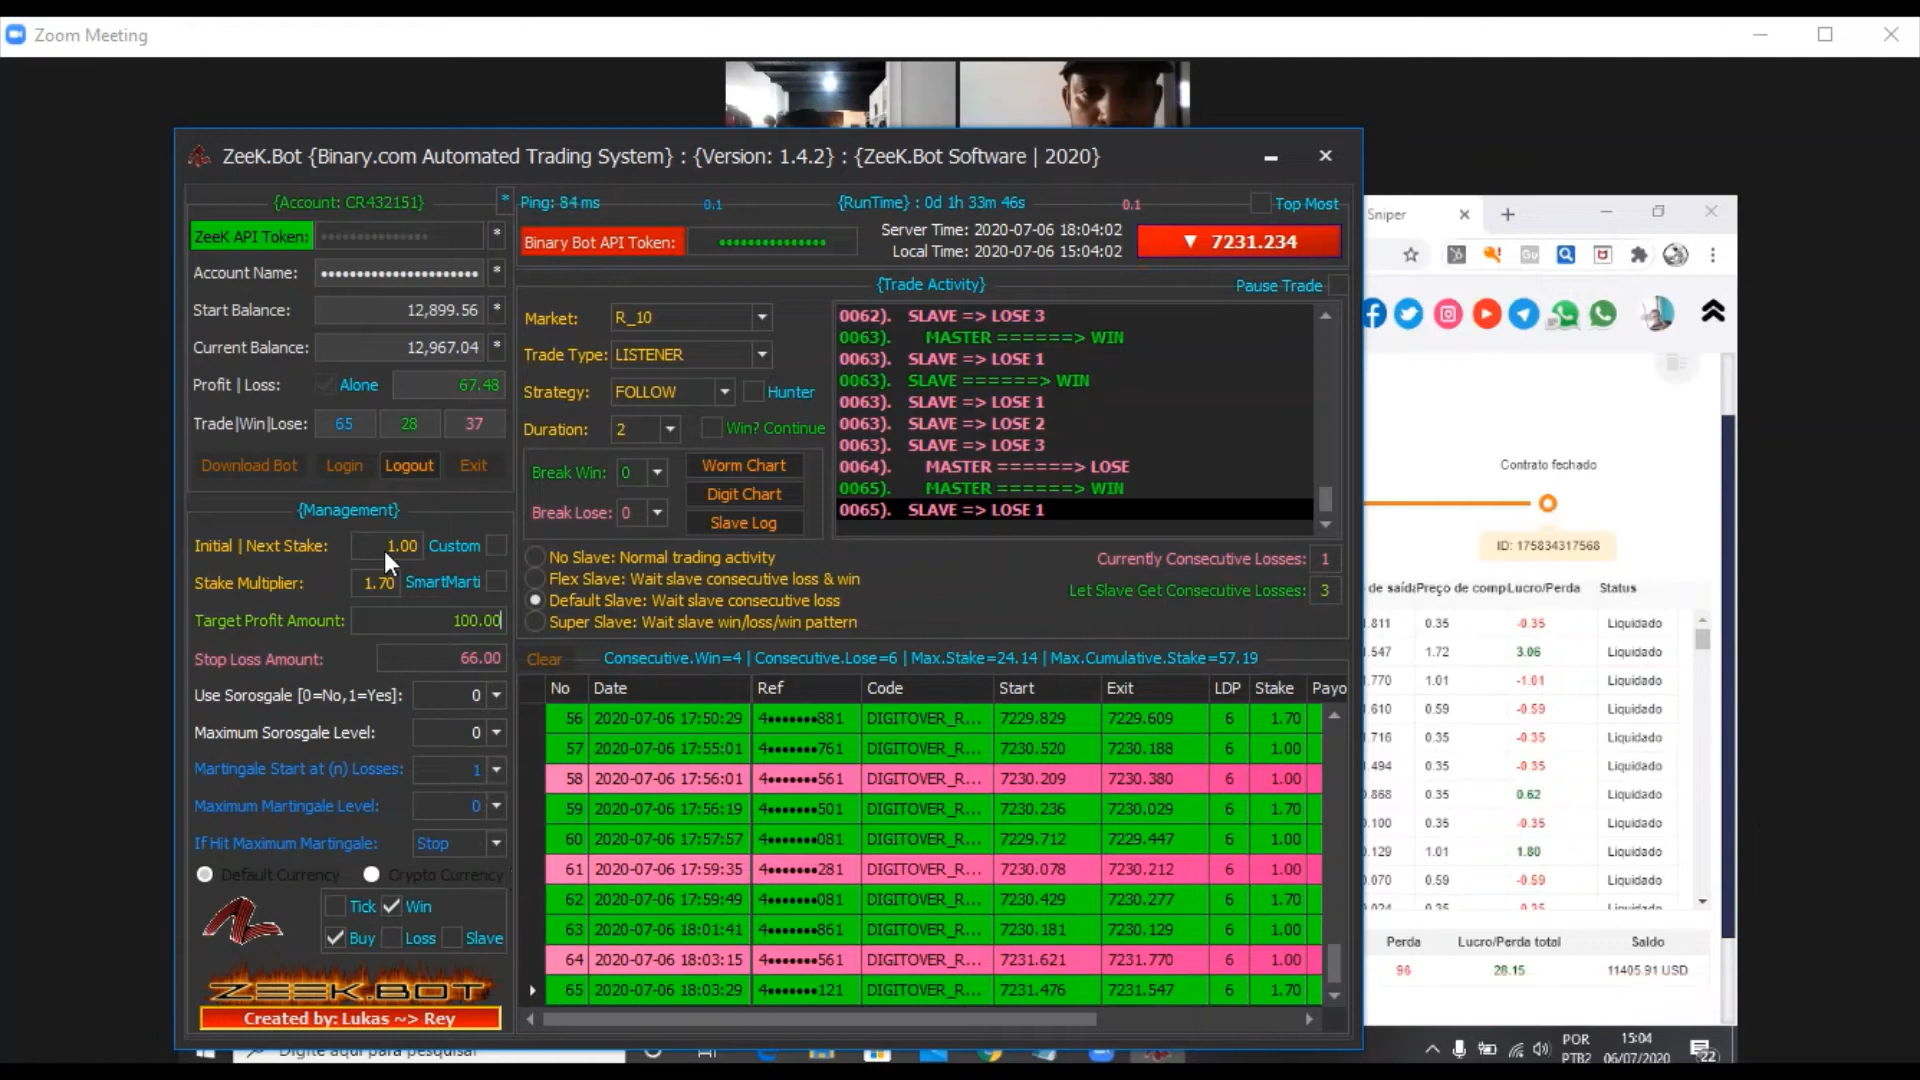 Zoom Meeting
ZeeK.Bot {Binary.com Automated Trading System} : {Version: 1.4.2} : {ZeeK.Bot Software | 2020}
{Account: CR432151}
*
ZeeK API Token: *
Account Name: *
Start Balance: 12,899.56 *
Current Balance: 12,967.04 *
Profit | Loss: Alone 67.48
Trade|Win|Lose: 65 28 37
Download Bot Login Logout Exit
{Management}
Initial | Next Stake: 1.00 Custom
Stake Multiplier: 1.70 SmartMarti
Target Profit Amount: 100.00
Stop Loss Amount: 66.00
Use Sorosgale [0=No,1=Yes]: 0
Maximum Sorosgale Level: 0
Martingale Start at (n) Losses: 1
Maximum Martingale Level: 0
If Hit Maximum Martingale: Stop
Default Currency Crypto Currency
Tick Win
Buy Loss Slave
ZEEK.BOT
Created by: Lukas ~> Rey
Ping: 84 ms 0.1 {RunTime} : 0d 1h 33m 46s 0.1 Top Most
Binary Bot API Token:
Server Time: 2020-07-06 18:04:02
Local Time: 2020-07-06 15:04:02
▼ 7231.234
{Trade Activity} Pause Trade
Market: R_10
Trade Type: LISTENER
Strategy: FOLLOW Hunter
Duration: 2 Win? Continue
Break Win: 0 Worm Chart
Digit Chart
Break Lose: 0 Slave Log
0062). SLAVE => LOSE 3
0063). MASTER ======> WIN
0063). SLAVE => LOSE 1
0063). SLAVE ======> WIN
0063). SLAVE => LOSE 1
0063). SLAVE => LOSE 2
0063). SLAVE => LOSE 3
0064). MASTER ======> LOSE
0065). MASTER ======> WIN
0065). SLAVE => LOSE 1
No Slave: Normal trading activity
Flex Slave: Wait slave consecutive loss & win
Default Slave: Wait slave consecutive loss
Super Slave: Wait slave win/loss/win pattern
Currently Consecutive Losses: 1
Let Slave Get Consecutive Losses: 3
Clear Consecutive.Win=4 | Consecutive.Lose=6 | Max.Stake=24.14 | Max.Cumulative.Stake=57.19
No Date Ref Code Start Exit LDP Stake Payo
56 2020-07-06 17:50:29 4•••••••881 DIGITOVER_R... 7229.829 7229.609 6 1.70
57 2020-07-06 17:55:01 4•••••••761 DIGITOVER_R... 7230.520 7230.188 6 1.00
58 2020-07-06 17:56:01 4•••••••561 DIGITOVER_R... 7230.209 7230.380 6 1.00
59 2020-07-06 17:56:19 4•••••••501 DIGITOVER_R... 7230.236 7230.029 6 1.70
60 2020-07-06 17:57:57 4•••••••081 DIGITOVER_R... 7229.712 7229.447 6 1.00
61 2020-07-06 17:59:35 4•••••••281 DIGITOVER_R... 7230.078 7230.212 6 1.00
62 2020-07-06 17:59:49 4•••••••081 DIGITOVER_R... 7230.429 7230.277 6 1.70
63 2020-07-06 18:01:41 4•••••••861 DIGITOVER_R... 7230.181 7230.129 6 1.00
64 2020-07-06 18:03:15 4•••••••561 DIGITOVER_R... 7231.621 7231.770 6 1.00
65 2020-07-06 18:03:29 4•••••••121 DIGITOVER_R... 7231.476 7231.547 6 1.70
Sniper
Contrato fechado
ID: 175834317568
de saída Preço de comp Lucro/Perda Status
.811 0.35 -0.35 Liquidado
.547 1.72 3.06 Liquidado
.770 1.01 -1.01 Liquidado
.610 0.59 -0.59 Liquidado
.716 0.35 -0.35 Liquidado
.494 0.35 -0.35 Liquidado
.868 0.35 0.62 Liquidado
.100 0.35 -0.35 Liquidado
.129 1.01 1.80 Liquidado
.070 0.59 -0.59 Liquidado
Perda Lucro/Perda total Saldo
96 28.15 11405.91 USD
Digite aqui para pesquisar
POR
PTB2
15:04
06/07/2020
22